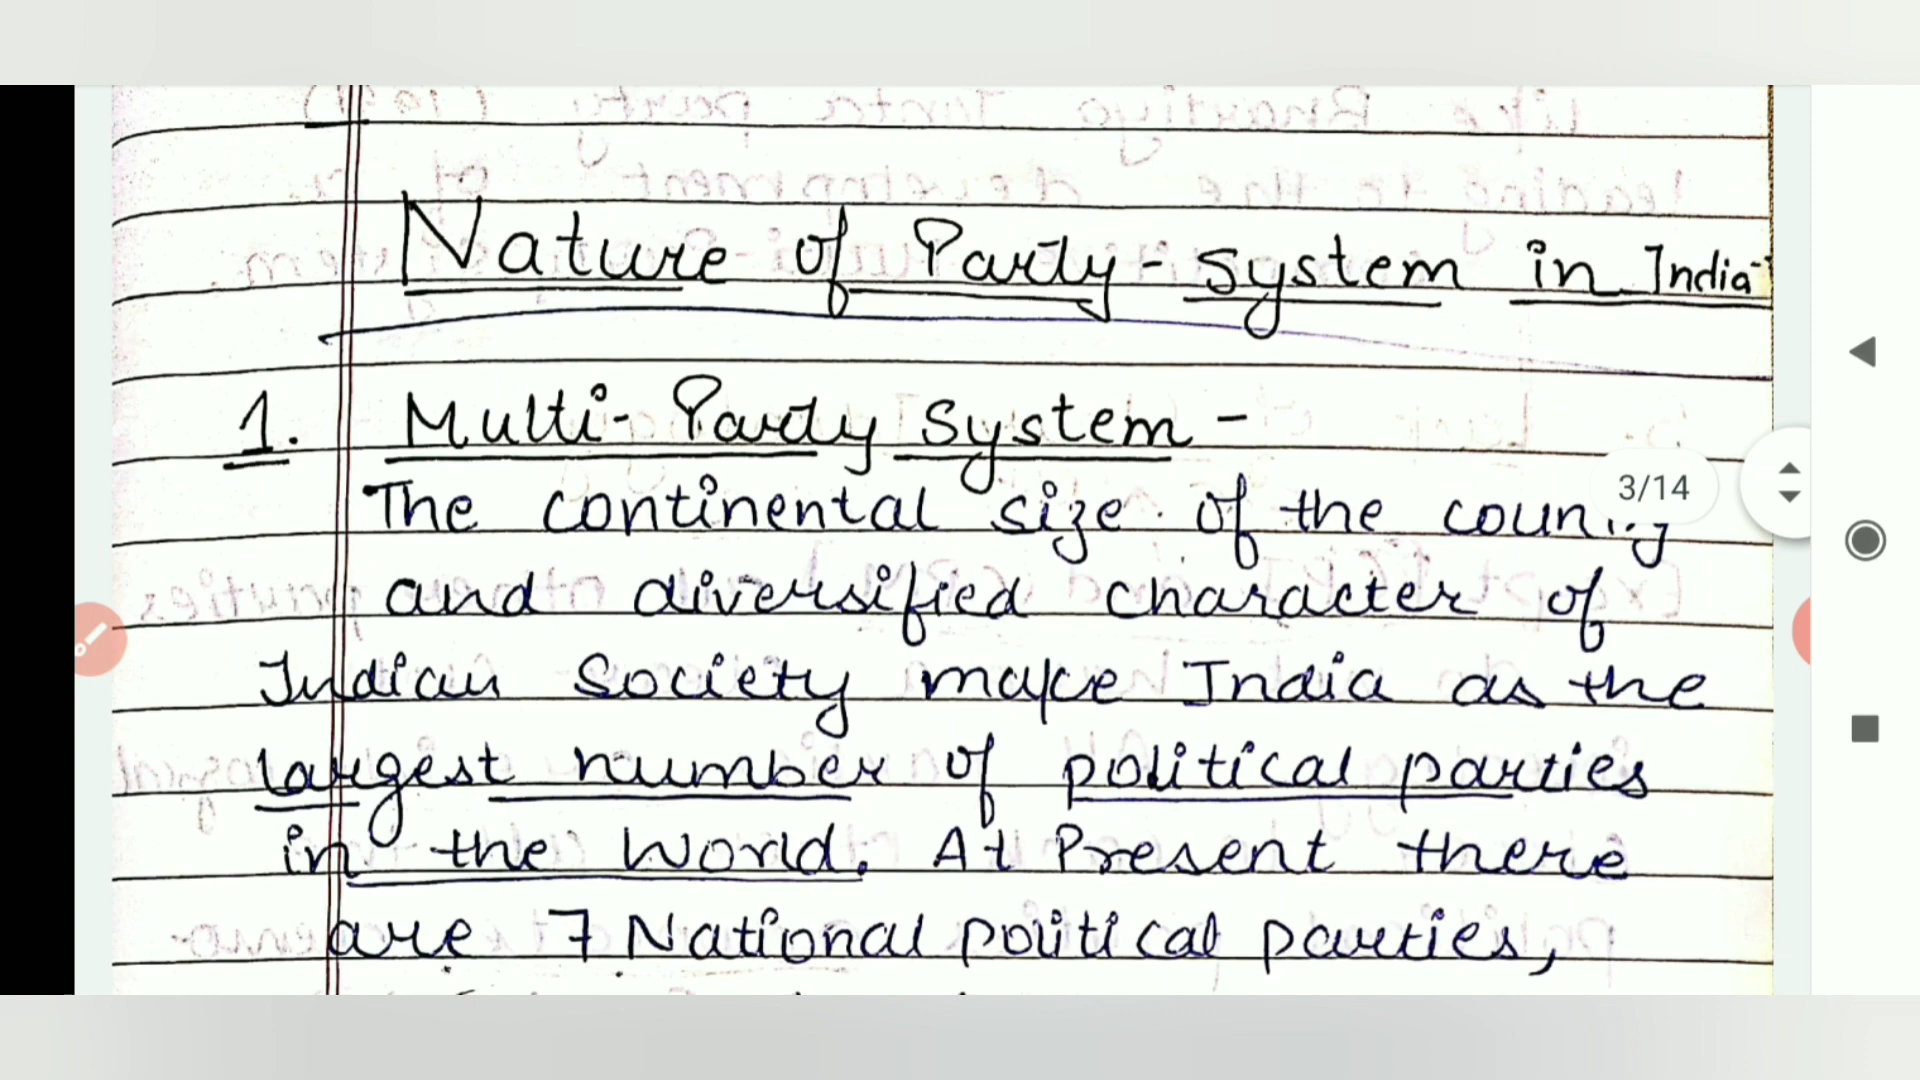 Nature of Party-System in India
1. Multi-Party System -
The continental size of the
3/14
and diversified character of
Indian Society make India as the
largest number of political parties
in the World. At Present there
are 7 National political parties,